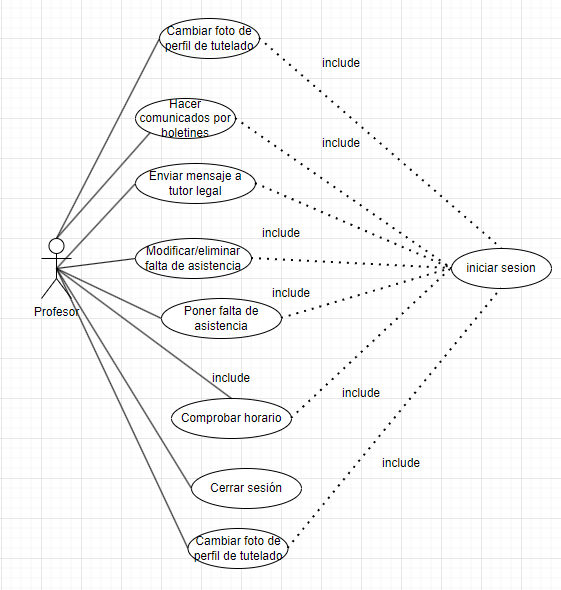 Cambiar foto de
perfil de tutelado
include
Hacer
comunicados por
boletines
include
Enviar mensaje a
tutor legal
include
Modificar/eliminar
falta de asistencia
iniciar sesion
include
Poner falta de
asistencia
Profesor
include
include
Comprobar horario
include
Cerrar sesión
Cambiar foto de
perfil de tutelado